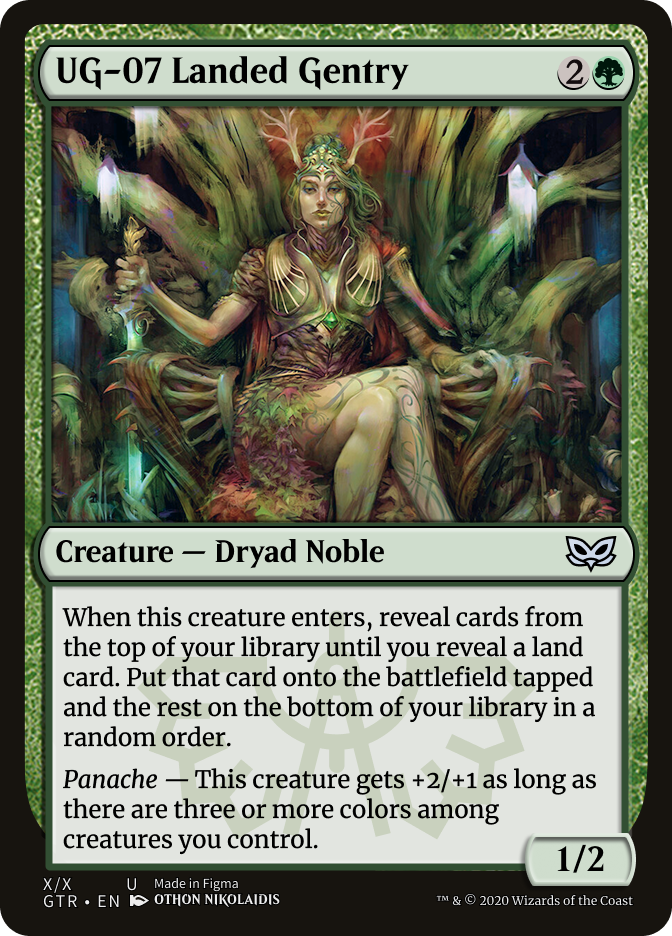 UG-07 Landed Gentry 2
Creature — Dryad Noble
When this creature enters, reveal cards from
the top of your library until you reveal a land
card. Put that card onto the battlefield tapped
and the rest on the bottom of your library in a
random order.
Panache — This creature gets +2/+1 as long as
there are three or more colors among
creatures you control.
1/2
X/X U Made in Figma
GTR • EN OTHON NIKOLAIDIS
™ & © 2020 Wizards of the Coast